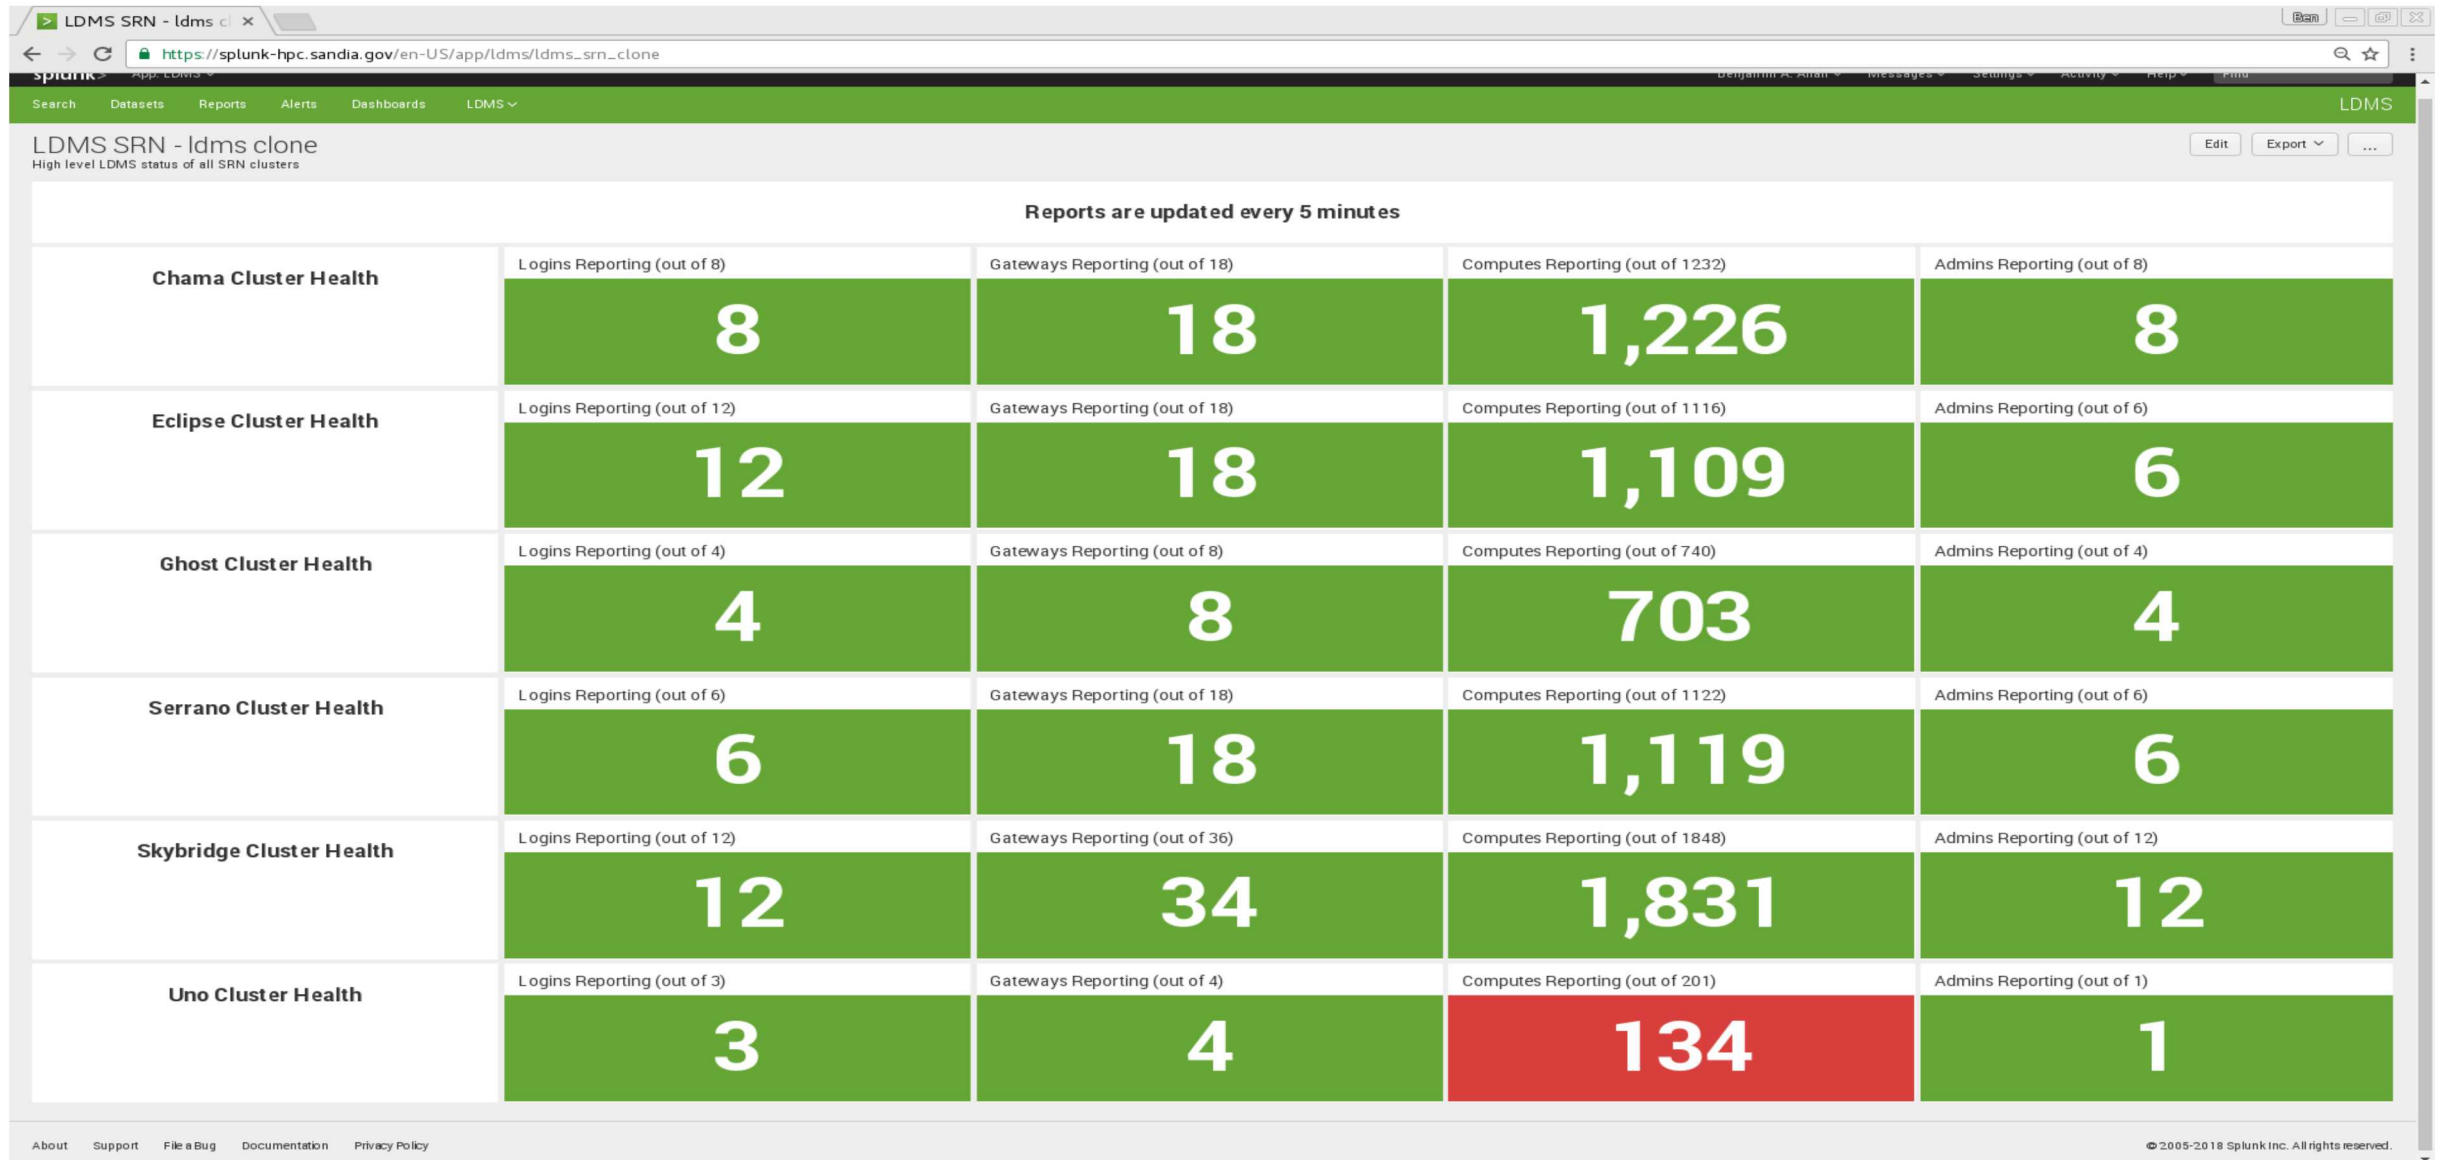 LDMS SRN - ldms cl
Ben
https://splunk-hpc.sandia.gov/en-US/app/ldms/ldms_srn_clone
splunk> App: LDMS Benjamin A. Allan Messages Settings Activity Help Find
Search Datasets Reports Alerts Dashboards LDMS LDMS
LDMS SRN - ldms clone
Edit Export ...
High level LDMS status of all SRN clusters
Reports are updated every 5 minutes
Chama Cluster Health
Logins Reporting (out of 8)
8
Gateways Reporting (out of 18)
18
Computes Reporting (out of 1232)
1,226
Admins Reporting (out of 8)
8
Eclipse Cluster Health
Logins Reporting (out of 12)
12
Gateways Reporting (out of 18)
18
Computes Reporting (out of 1116)
1,109
Admins Reporting (out of 6)
6
Ghost Cluster Health
Logins Reporting (out of 4)
4
Gateways Reporting (out of 8)
8
Computes Reporting (out of 740)
703
Admins Reporting (out of 4)
4
Serrano Cluster Health
Logins Reporting (out of 6)
6
Gateways Reporting (out of 18)
18
Computes Reporting (out of 1122)
1,119
Admins Reporting (out of 6)
6
Skybridge Cluster Health
Logins Reporting (out of 12)
12
Gateways Reporting (out of 36)
34
Computes Reporting (out of 1848)
1,831
Admins Reporting (out of 12)
12
Uno Cluster Health
Logins Reporting (out of 3)
3
Gateways Reporting (out of 4)
4
Computes Reporting (out of 201)
134
Admins Reporting (out of 1)
1
About Support File a Bug Documentation Privacy Policy
© 2005-2018 Splunk Inc. All rights reserved.